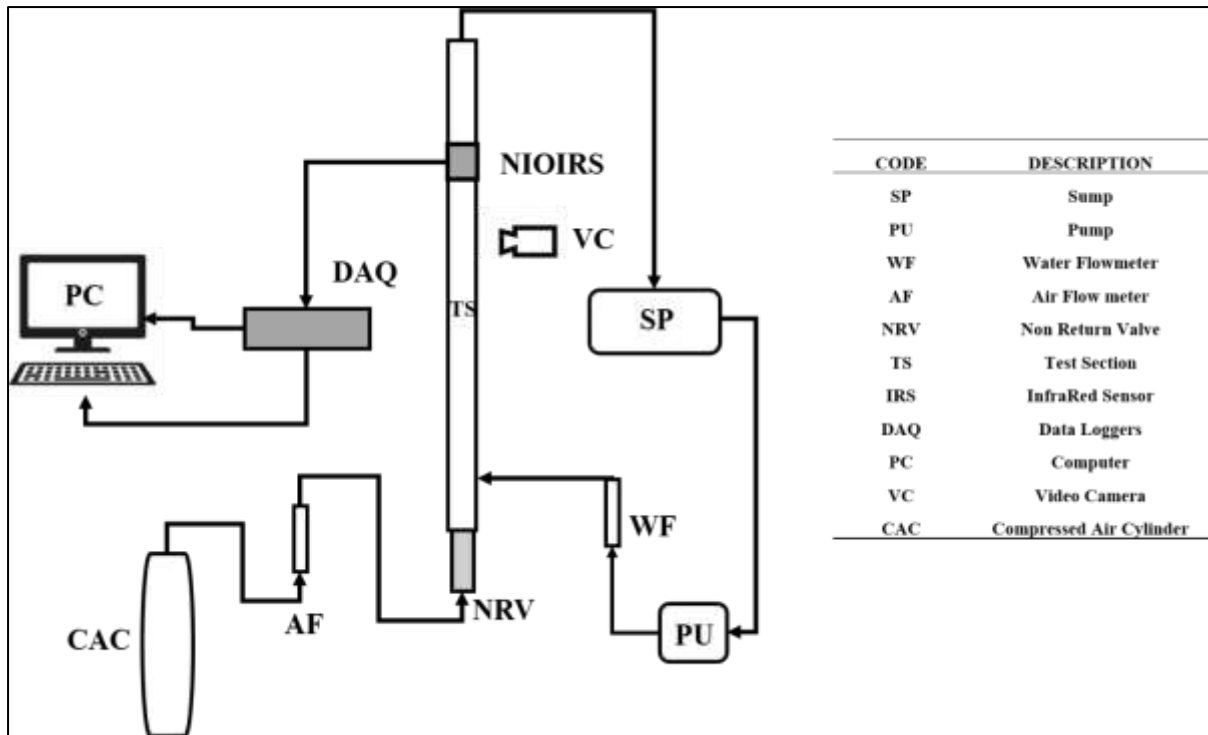 NIOIRS
VC
DAQ
PC
TS
SP
WF
NRV
AF
PU
CAC
CODE DESCRIPTION
SP Sump
PU Pump
WF Water Flowmeter
AF Air Flow meter
NRV Non Return Valve
TS Test Section
IRS InfraRed Sensor
DAQ Data Loggers
PC Computer
VC Video Camera
CAC Compressed Air Cylinder